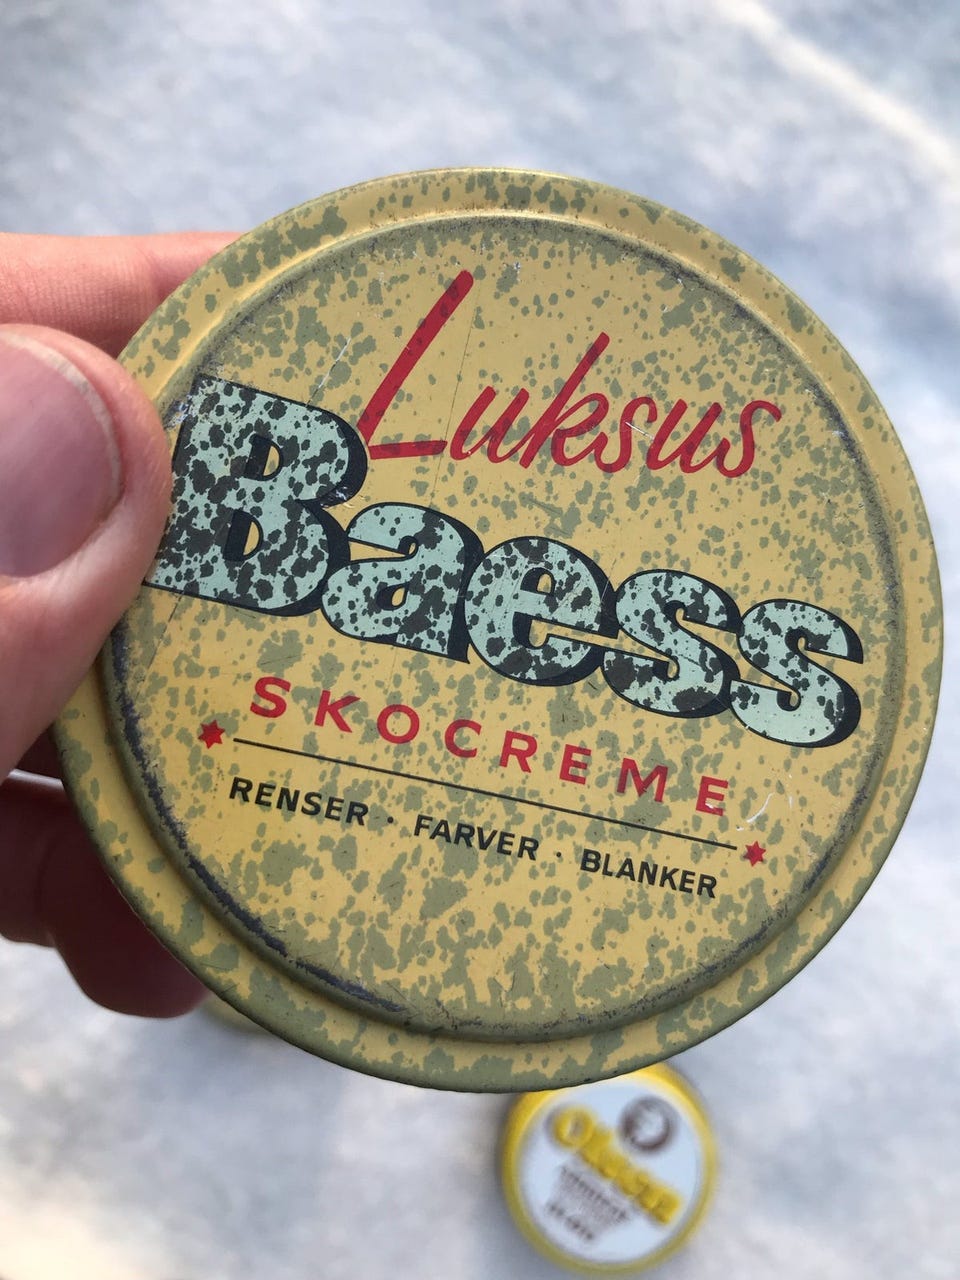 Luksus
Baess
SKOCREME
RENSER · FARVER · BLANKER